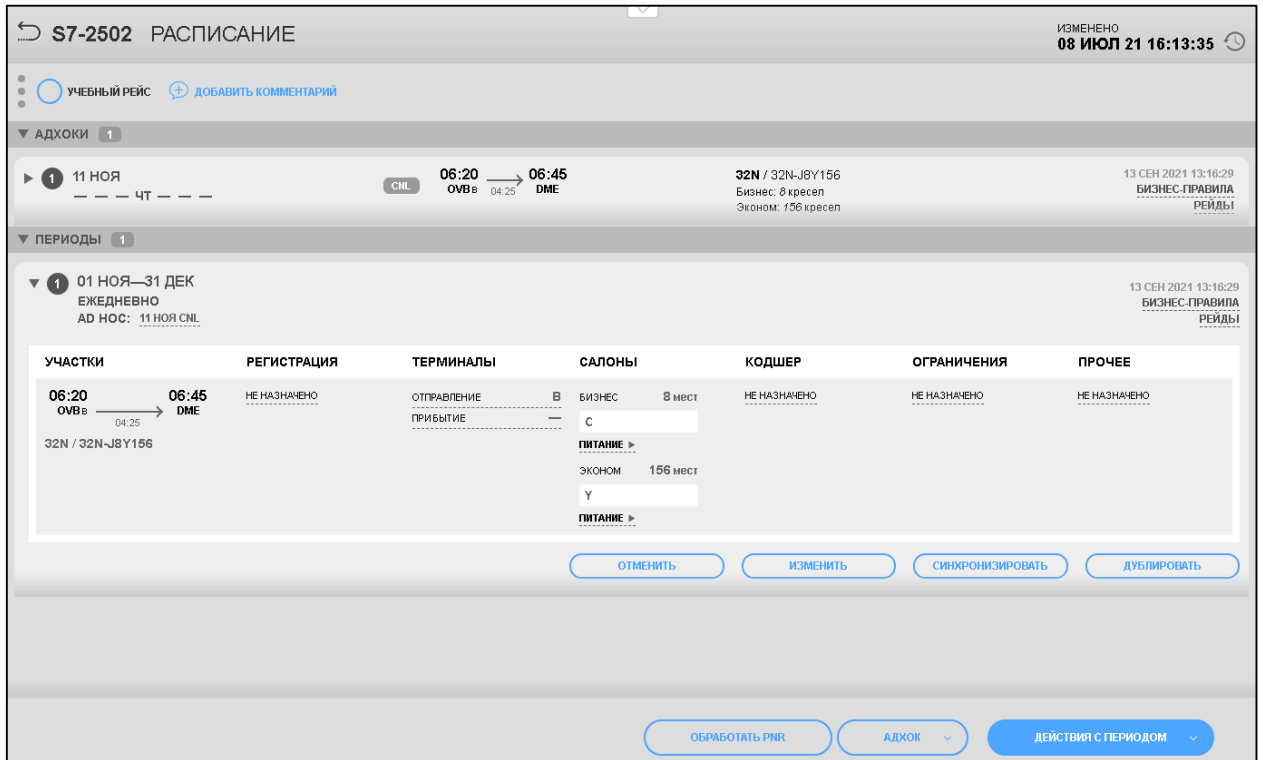 S7-2502 РАСПИСАНИЕ
ИЗМЕНЕНО
08 ИЮЛ 21 16:13:35
УЧЕБНЫЙ РЕЙС ДОБАВИТЬ КОММЕНТАРИЙ
АДХОКИ 1
1 11 НОЯ
— — — ЧТ — — —
CNL
06:20 06:45
OVB B 04:25 DME
32N / 32N-J8Y156
Бизнес: 8 кресел
Эконом: 156 кресел
13 СЕН 2021 13:16:29
БИЗНЕС-ПРАВИЛА
РЕЙДЫ
ПЕРИОДЫ 1
1 01 НОЯ—31 ДЕК
ЕЖЕДНЕВНО
AD HOC: 11 НОЯ CNL
13 СЕН 2021 13:16:29
БИЗНЕС-ПРАВИЛА
РЕЙДЫ
УЧАСТКИ РЕГИСТРАЦИЯ ТЕРМИНАЛЫ САЛОНЫ КОДШЕР ОГРАНИЧЕНИЯ ПРОЧЕЕ
06:20 06:45
OVB B 04:25 DME
32N / 32N-J8Y156
НЕ НАЗНАЧЕНО
ОТПРАВЛЕНИЕ B
ПРИБЫТИЕ —
БИЗНЕС 8 мест
C
ПИТАНИЕ
ЭКОНОМ 156 мест
Y
ПИТАНИЕ
НЕ НАЗНАЧЕНО
НЕ НАЗНАЧЕНО
НЕ НАЗНАЧЕНО
ОТМЕНИТЬ ИЗМЕНИТЬ СИНХРОНИЗИРОВАТЬ ДУБЛИРОВАТЬ
ОБРАБОТАТЬ PNR АДХОК ДЕЙСТВИЯ С ПЕРИОДОМ